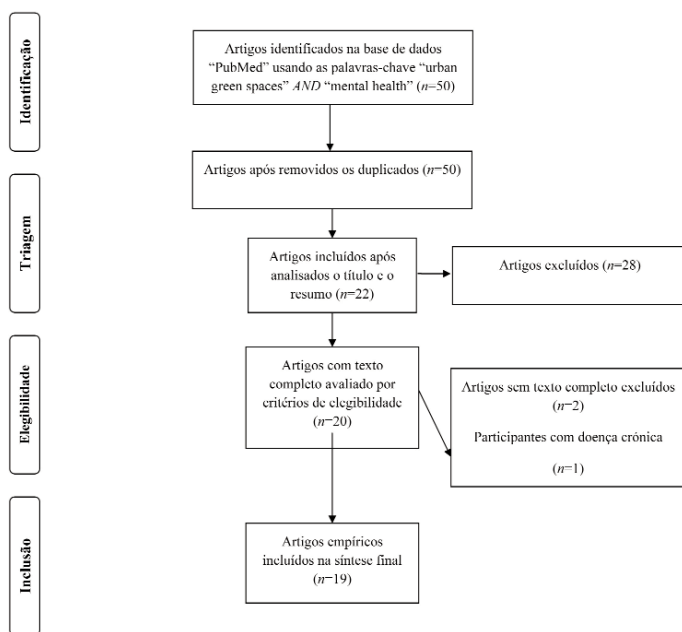 Identificação
Artigos identificados na base de dados
“PubMed” usando as palavras-chave “urban
green spaces” AND “mental health” (n=50)
Artigos após removidos os duplicados (n=50)
Triagem
Artigos incluídos após
analisados o título e o
resumo (n=22)
Artigos excluídos (n=28)
Elegibilidade
Artigos com texto
completo avaliado por
critérios de elegibilidade
(n=20)
Artigos sem texto completo excluídos
(n=2)
Participantes com doença crónica
(n=1)
Inclusão
Artigos empíricos
incluídos na síntese final
(n=19)